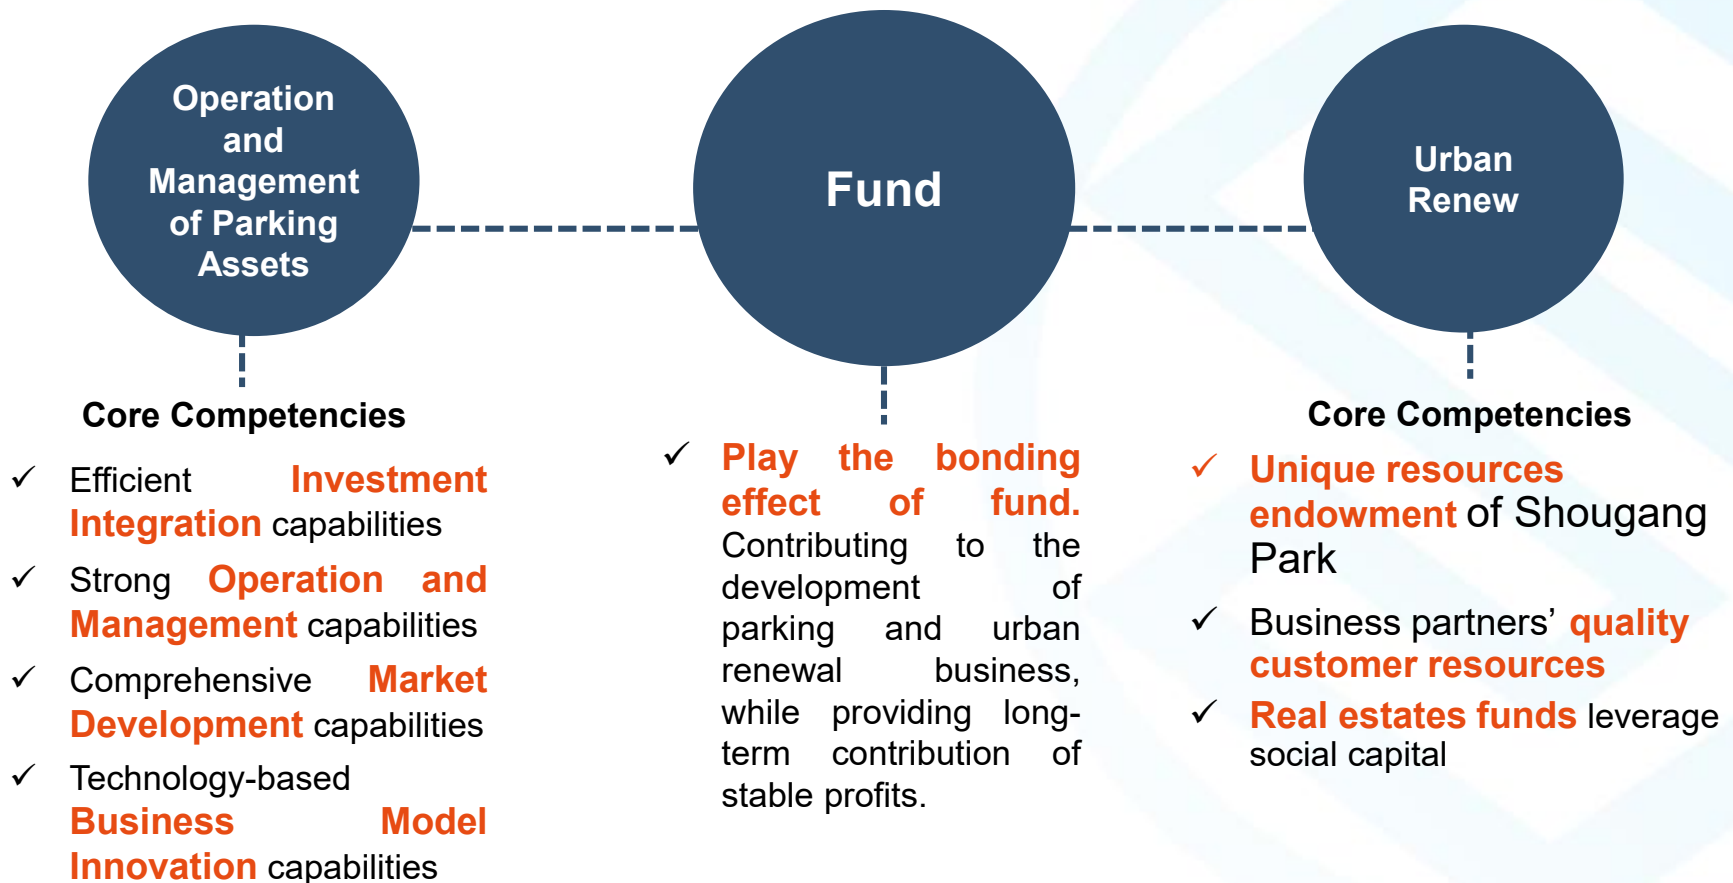 Operation
and
Management
of Parking
Assets
Core Competencies
✓ Efficient Investment
Integration capabilities
✓ Strong Operation and
Management capabilities
✓ Comprehensive Market
Development capabilities
✓ Technology-based
Business Model
Innovation capabilities
Fund
✓ Play the bonding
effect of fund.
Contributing to the
development of
parking and urban
renewal business,
while providing long-
term contribution of
stable profits.
Urban
Renew
Core Competencies
✓ Unique resources
endowment of Shougang
Park
✓ Business partners’ quality
customer resources
✓ Real estates funds leverage
social capital